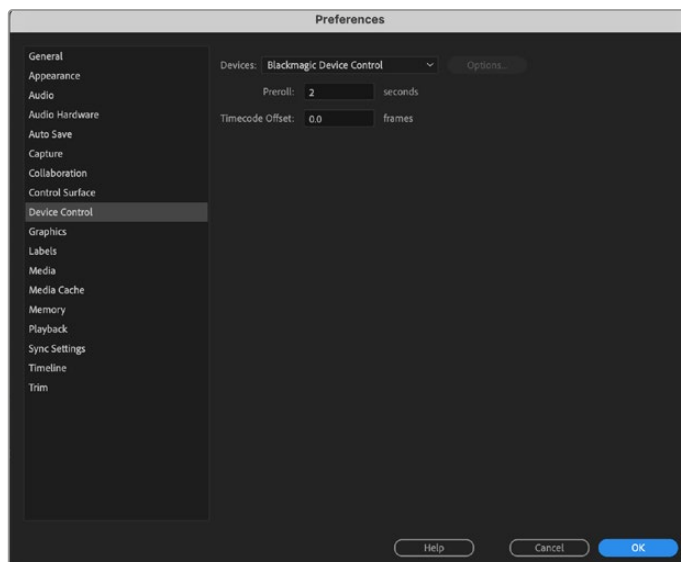 Preferences
General
Appearance
Audio
Audio Hardware
Auto Save
Capture
Collaboration
Control Surface
Device Control
Graphics
Labels
Media
Media Cache
Memory
Playback
Sync Settings
Timeline
Trim
Devices: Blackmagic Device Control Options...
Preroll: 2 seconds
Timecode Offset: 0.0 frames
Help Cancel OK